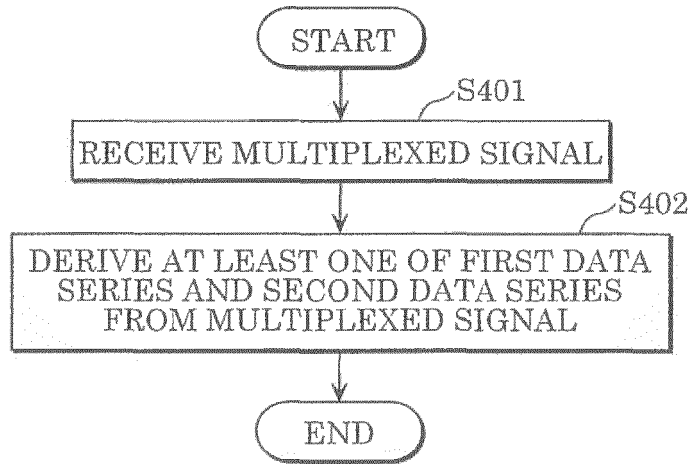 START
S401
RECEIVE MULTIPLEXED SIGNAL
S402
DERIVE AT LEAST ONE OF FIRST DATA
SERIES AND SECOND DATA SERIES
FROM MULTIPLEXED SIGNAL
END